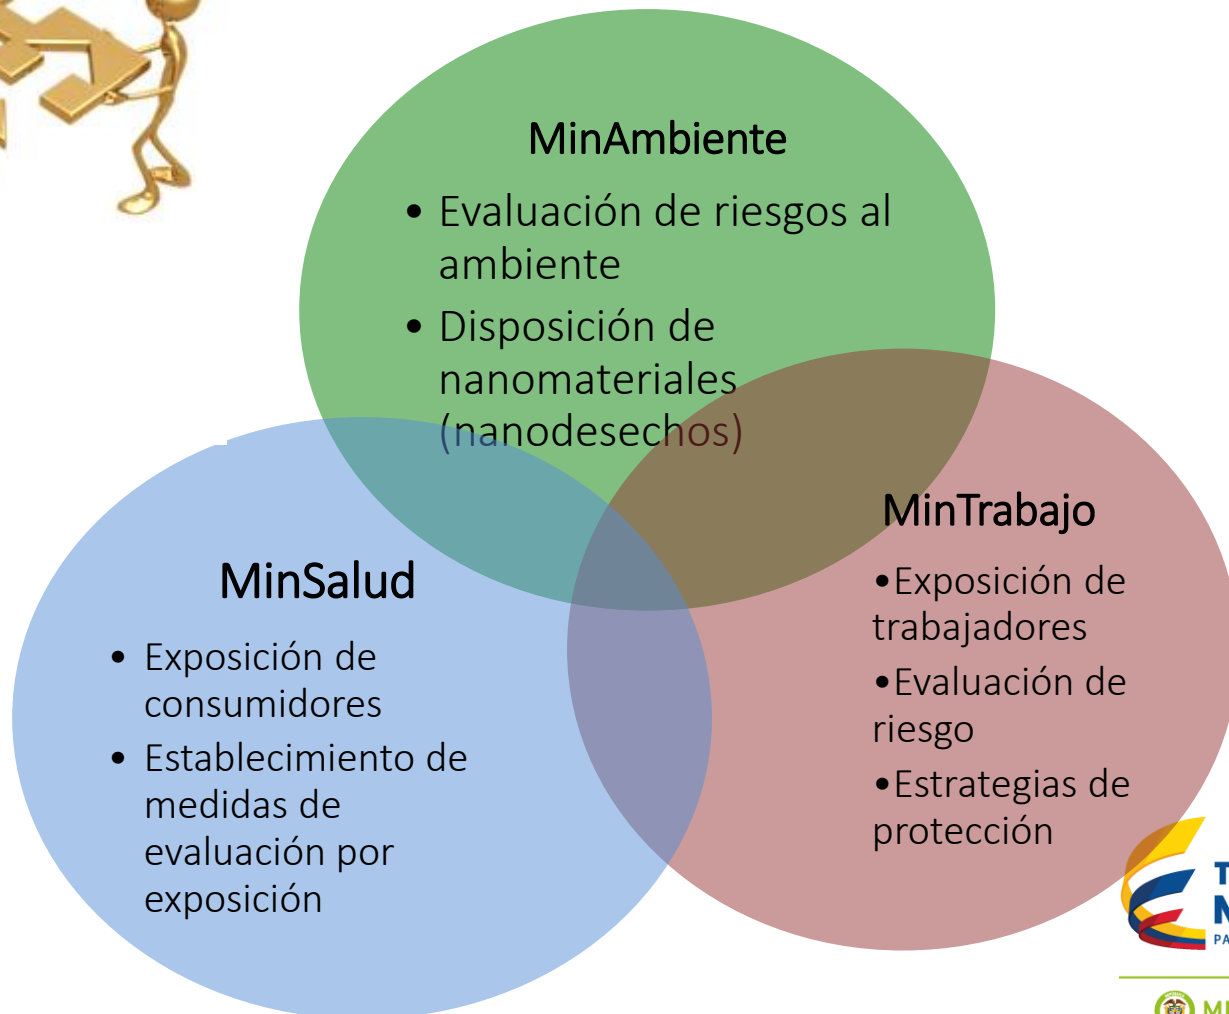 MinAmbiente
• Evaluación de riesgos al
ambiente
• Disposición de
nanomateriales
(nanodesechos)
MinTrabajo
•Exposición de
trabajadores
•Evaluación de
riesgo
•Estrategias de
protección
MinSalud
• Exposición de
consumidores
• Establecimiento de
medidas de
evaluación por
exposición